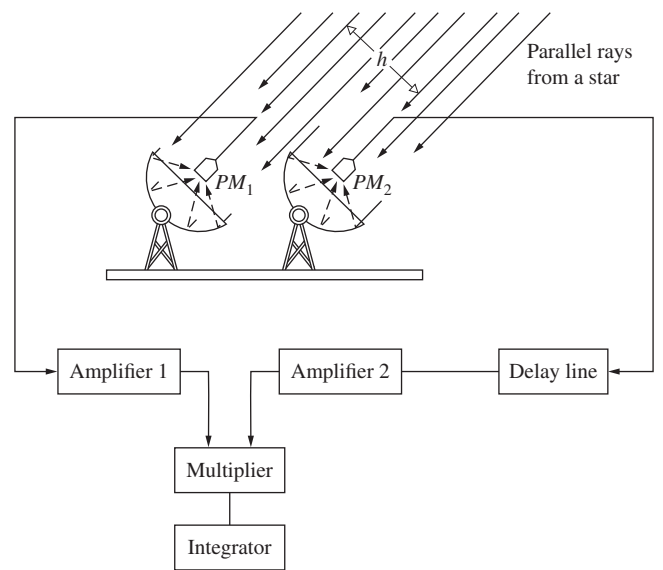 h
Parallel rays
from a star
PM1
PM2
Amplifier 1
Amplifier 2
Delay line
Multiplier
Integrator